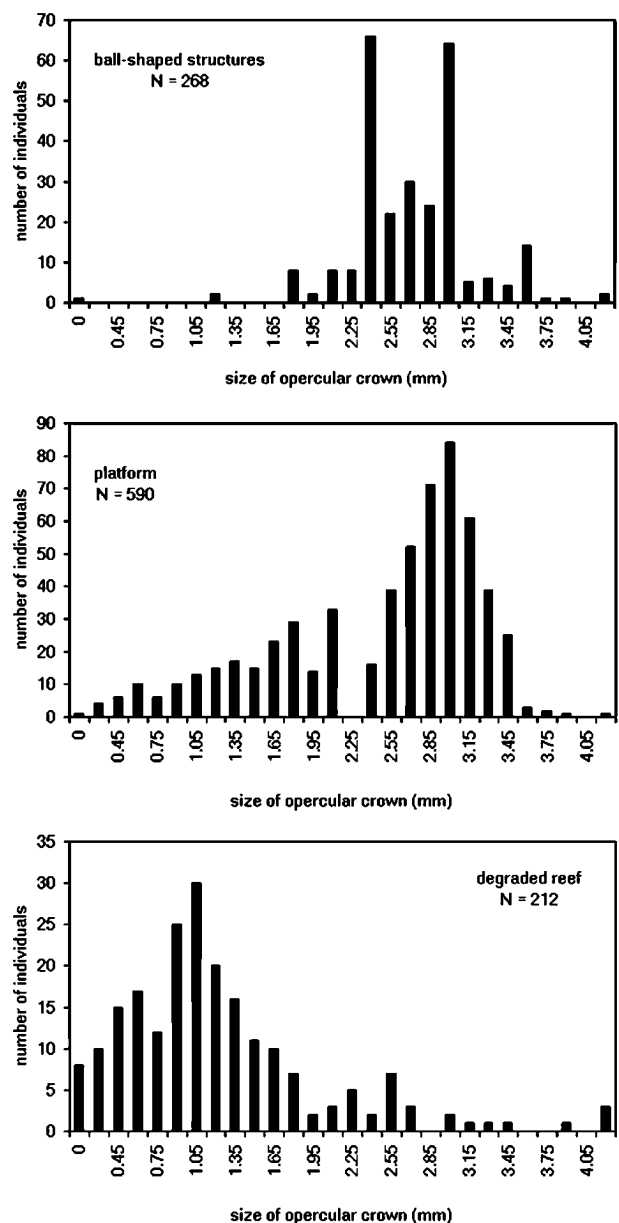 70
60
50
40
30
20
10
0
number of individuals
ball-shaped structures
N = 268
0 0.45 0.75 1.05 1.35 1.65 1.95 2.25 2.55 2.85 3.15 3.45 3.75 4.05
size of opercular crown (mm)
90
80
70
60
50
40
30
20
10
0
number of individuals
platform
N = 590
0 0.45 0.75 1.05 1.35 1.65 1.95 2.25 2.55 2.85 3.15 3.45 3.75 4.05
size of opercular crown (mm)
35
30
25
20
15
10
5
0
number of individuals
degraded reef
N = 212
0 0.45 0.75 1.05 1.35 1.65 1.95 2.25 2.55 2.85 3.15 3.45 3.75 4.05
size of opercular crown (mm)